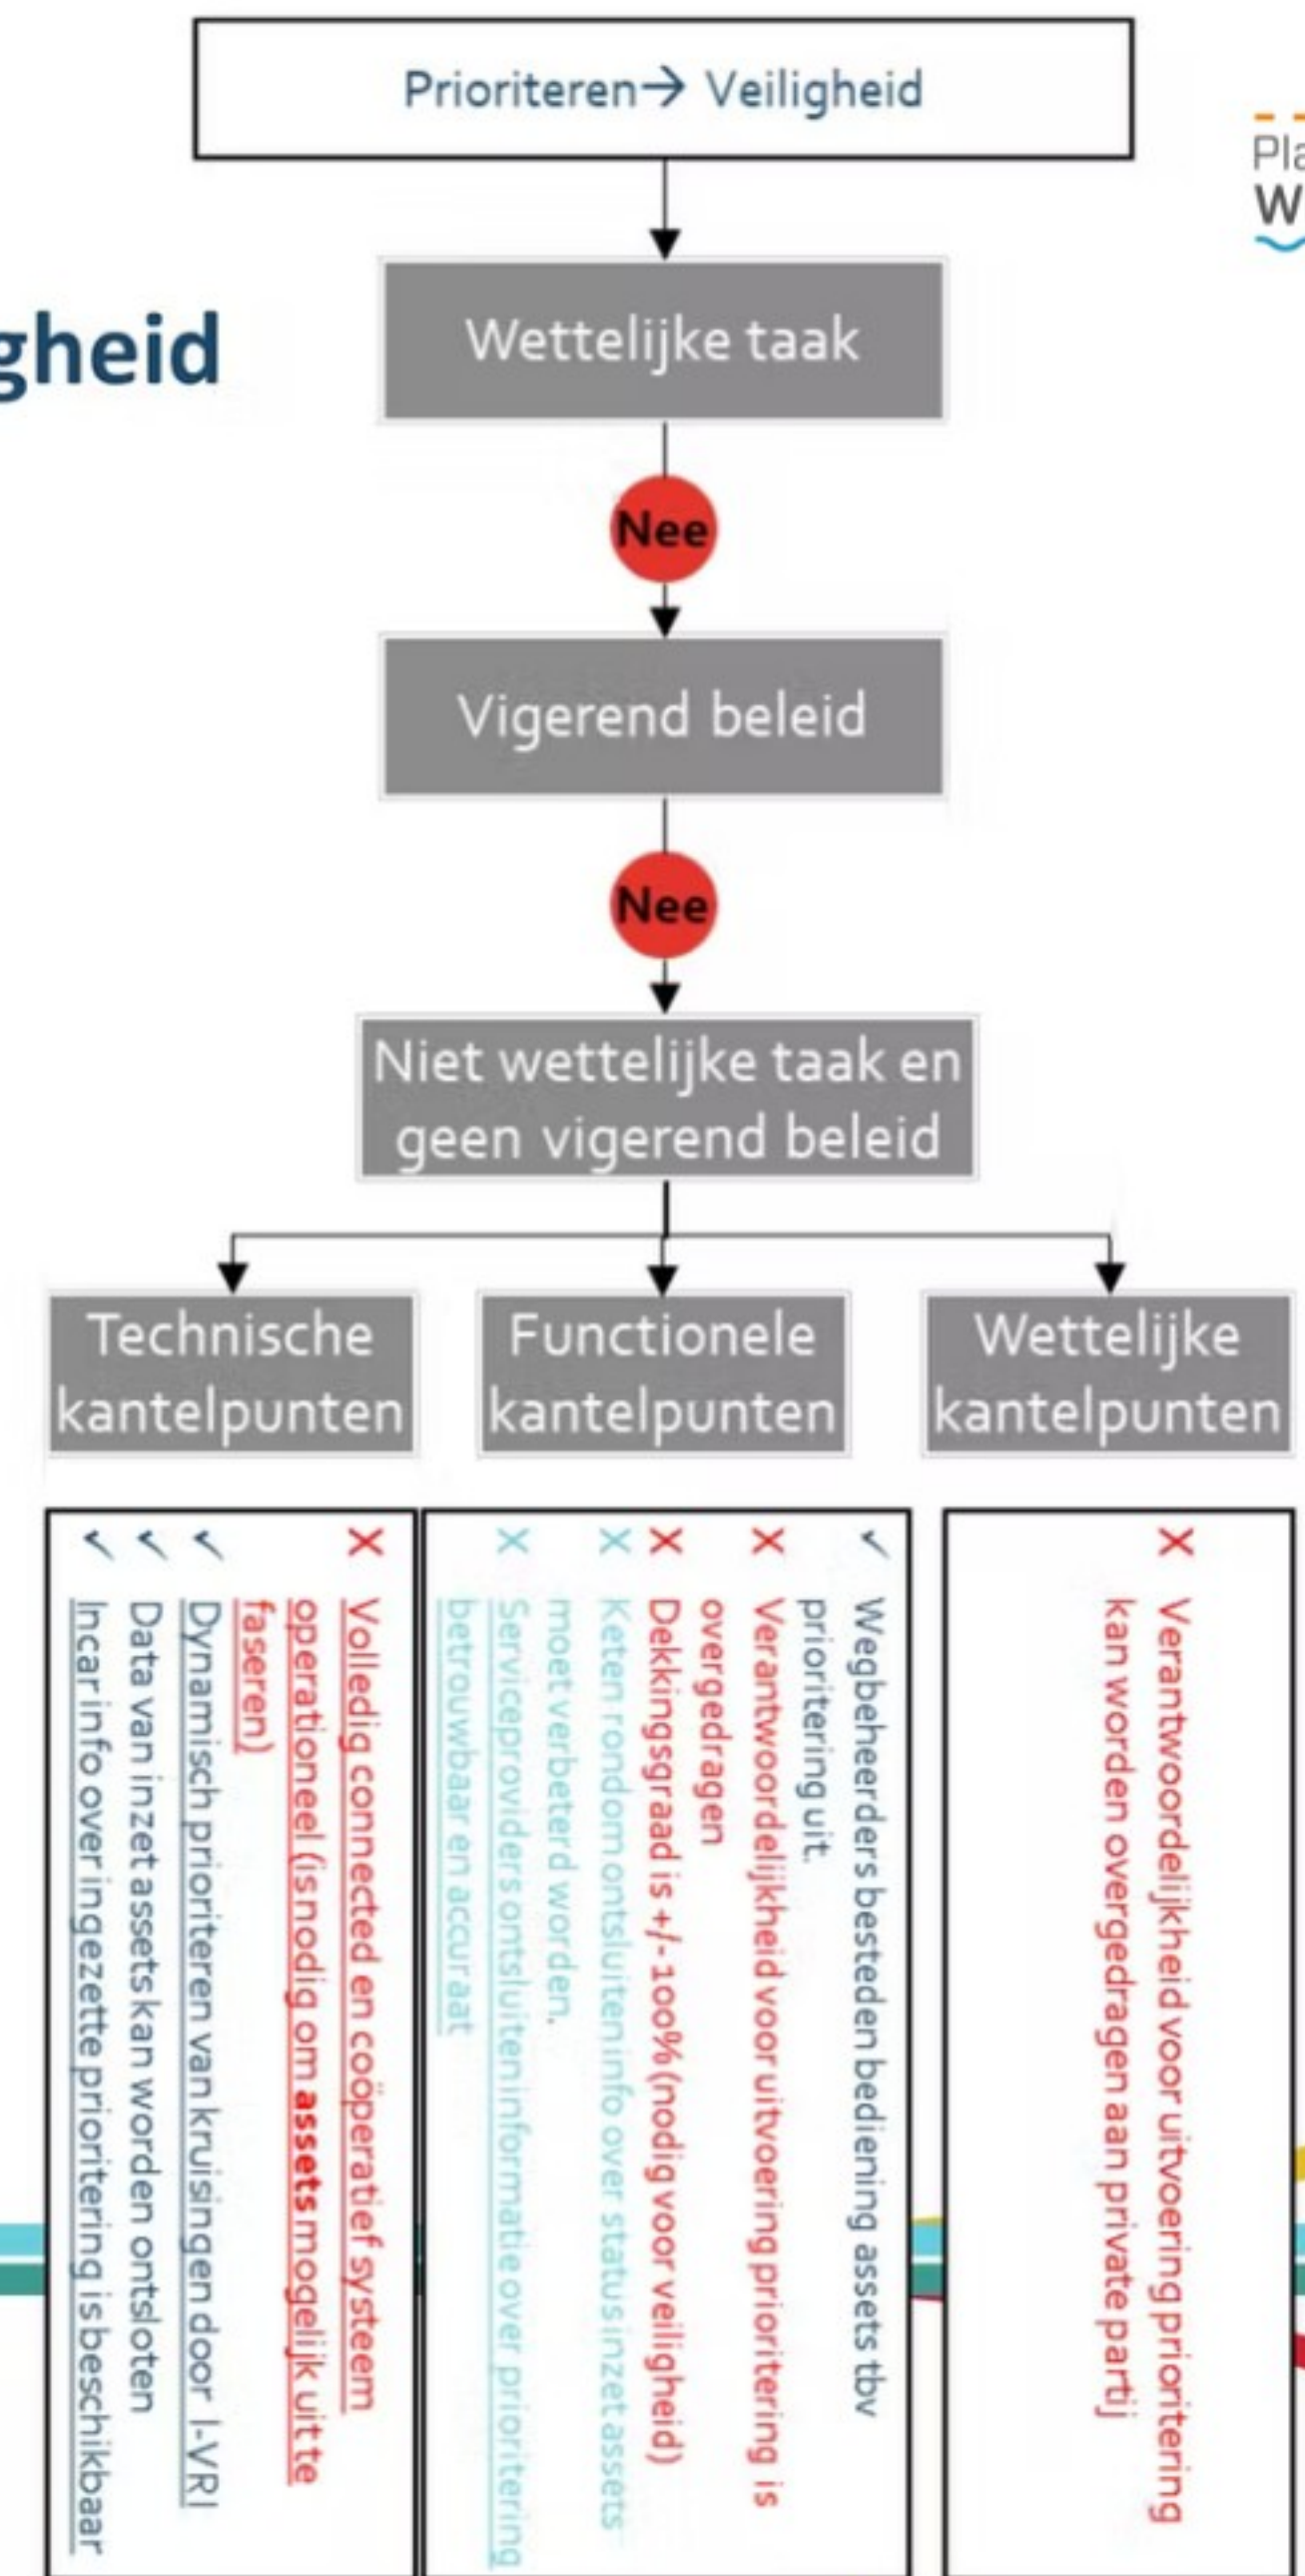 Prioriteren→ Veiligheid
Pla
W
gheid
Wettelijke taak
Nee
Vigerend beleid
Nee
Niet wettelijke taak en
geen vigerend beleid
Technische
kantelpunten
Functionele
kantelpunten
Wettelijke
kantelpunten
X Volledig connected en coöperatief systeem
operationeel (is nodig om assets mogelijk uit te
faseren)
✓ Dynamisch prioriteren van kruisingen door I-VRI
✓ Data van inzet assets kan worden ontsloten
✓ Incar info over ingezette prioritering is beschikbaar
✓ Wegbeheerders besteden bediening assets tbv
prioritering uit.
X Verantwoordelijkheid voor uitvoering prioritering is
overgedragen
X Dekkingsgraad is +/- 100% (nodig voor veiligheid)
X Keten rondom ontsluiten info over status inzet assets
moet verbeterd worden.
X Serviceproviders ontsluiten informatie over prioritering
betrouwbaar en accuraat
X Verantwoordelijkheid voor uitvoering prioritering
kan worden overgedragen aan private partij